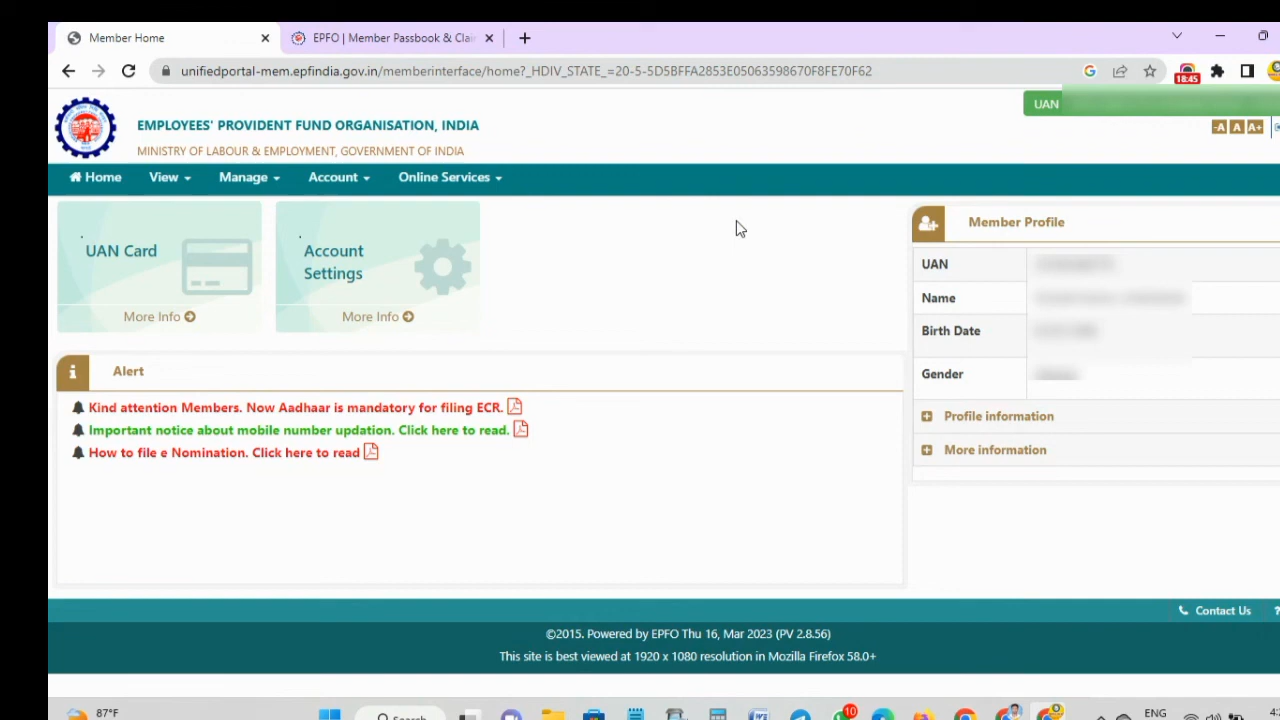 Member Home
EPFO | Member Passbook & Clai
unifiedportal-mem.epfindia.gov.in/memberinterface/home?_HDIV_STATE_=20-5-5D5BFFA2853E05063598670F8FE70F62
18:45
UAN
EMPLOYEES' PROVIDENT FUND ORGANISATION, INDIA
MINISTRY OF LABOUR & EMPLOYMENT, GOVERNMENT OF INDIA
-A A A+
Home View Manage Account Online Services
UAN Card
More Info
Account
Settings
More Info
Member Profile
UAN
Name
Birth Date
Gender
Profile information
More information
Alert
Kind attention Members. Now Aadhaar is mandatory for filing ECR.
Important notice about mobile number updation. Click here to read.
How to file e Nomination. Click here to read
Contact Us
©2015. Powered by EPFO Thu 16, Mar 2023 (PV 2.8.56)
This site is best viewed at 1920 x 1080 resolution in Mozilla Firefox 58.0+
87°F
Search
10
ENG